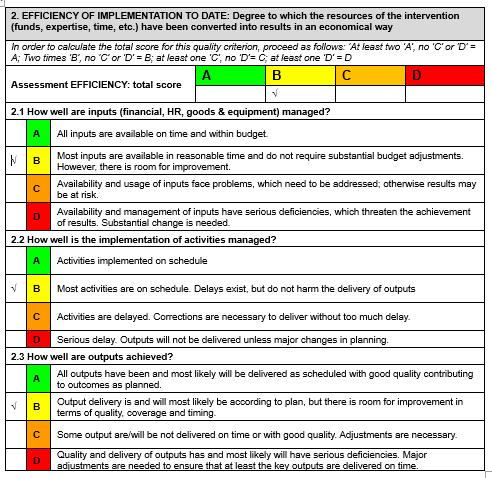 2. EFFICIENCY OF IMPLEMENTATION TO DATE: Degree to which the resources of the intervention
(funds, expertise, time, etc.) have been converted into results in an economical way
In order to calculate the total score for this quality criterion, proceed as follows: 'At least two 'A', no 'C' or 'D' =
A; Two times 'B', no 'C' or 'D' = B; at least one 'C', no 'D'= C; at least one 'D' = D
Assessment EFFICIENCY: total score A B C D
√
2.1 How well are inputs (financial, HR, goods & equipment) managed?
A All inputs are available on time and within budget.
√ B Most inputs are available in reasonable time and do not require substantial budget adjustments.
However, there is room for improvement.
C Availability and usage of inputs face problems, which need to be addressed; otherwise results may
be at risk.
D Availability and management of inputs have serious deficiencies, which threaten the achievement
of results. Substantial change is needed.
2.2 How well is the implementation of activities managed?
A Activities implemented on schedule
√ B Most activities are on schedule. Delays exist, but do not harm the delivery of outputs
C Activities are delayed. Corrections are necessary to deliver without too much delay.
D Serious delay. Outputs will not be delivered unless major changes in planning.
2.3 How well are outputs achieved?
A All outputs have been and most likely will be delivered as scheduled with good quality contributing
to outcomes as planned.
√ B Output delivery is and will most likely be according to plan, but there is room for improvement in
terms of quality, coverage and timing.
C Some output are/will be not delivered on time or with good quality. Adjustments are necessary.
D Quality and delivery of outputs has and most likely will have serious deficiencies. Major
adjustments are needed to ensure that at least the key outputs are delivered on time.